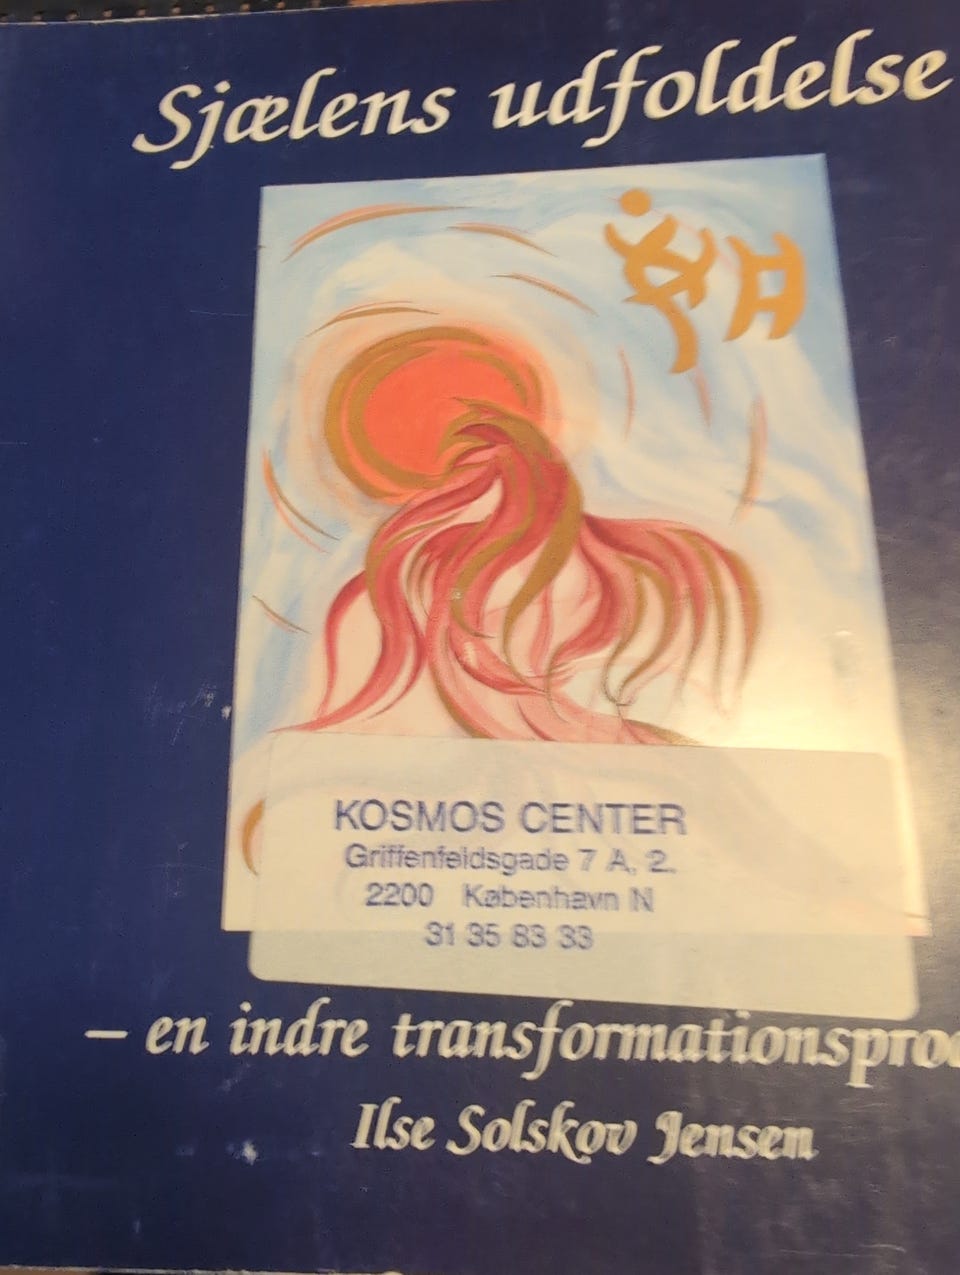 Sjælens udfoldelse
KOSMOS CENTER
Griffenfeldsgade 7 A, 2.
2200 København N
31 35 83 33
– en indre transformationsproc
Ilse Solskov Jensen